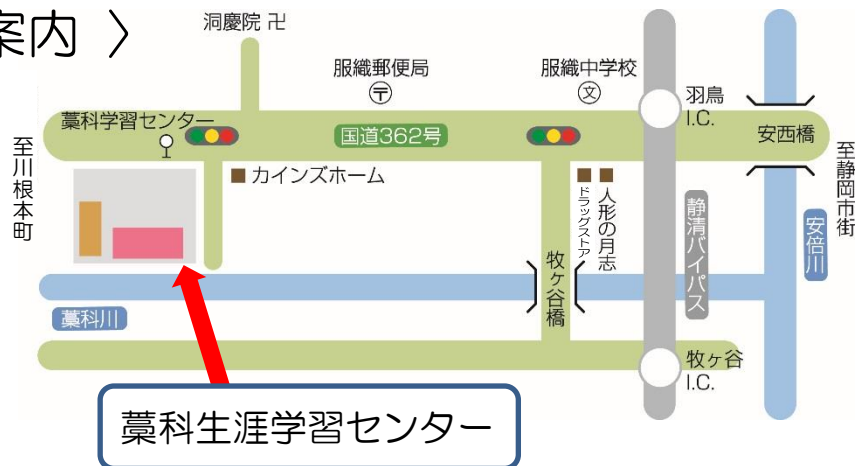 案内 〉
洞慶院 卍
服織郵便局
〒
服織中学校
文
羽鳥
I.C.
藁科学習センター
国道362号
安西橋
至川根本町
カインズホーム
ドラッグストア
人形の月志
至静岡市街
静清バイパス
安倍川
牧ヶ谷橋
藁科川
牧ヶ谷
I.C.
藁科生涯学習センター